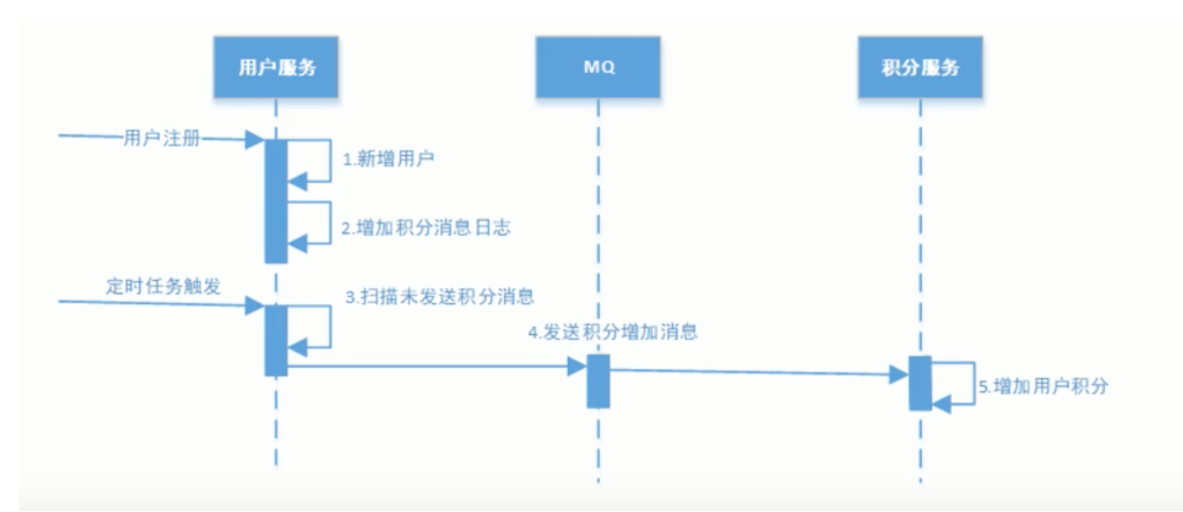 用户服务
MQ
积分服务
用户注册
1.新增用户
2.增加积分消息日志
定时任务触发
3.扫描未发送积分消息
4.发送积分增加消息
5.增加用户积分